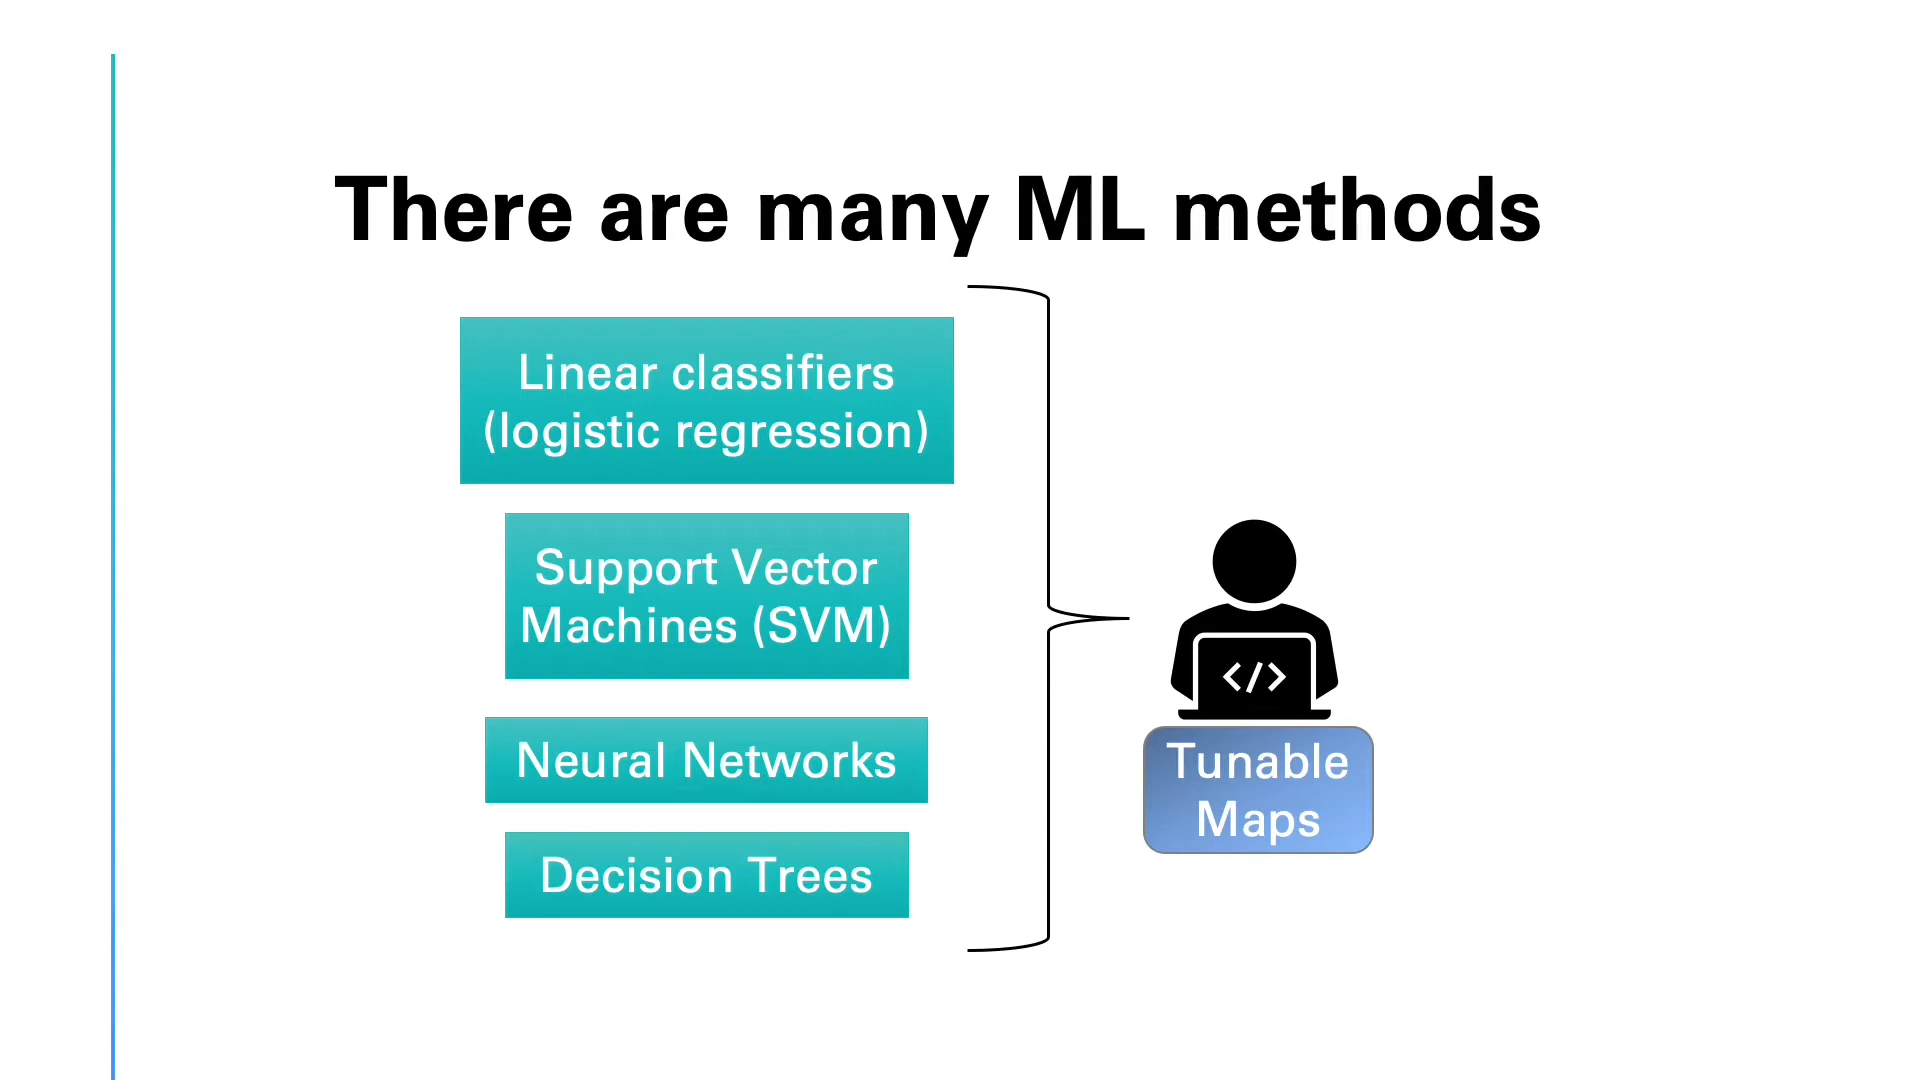 There are many ML methods
Linear classifiers
(logistic regression)
Support Vector
Machines (SVM)
Neural Networks
Decision Trees
</>
Tunable
Maps